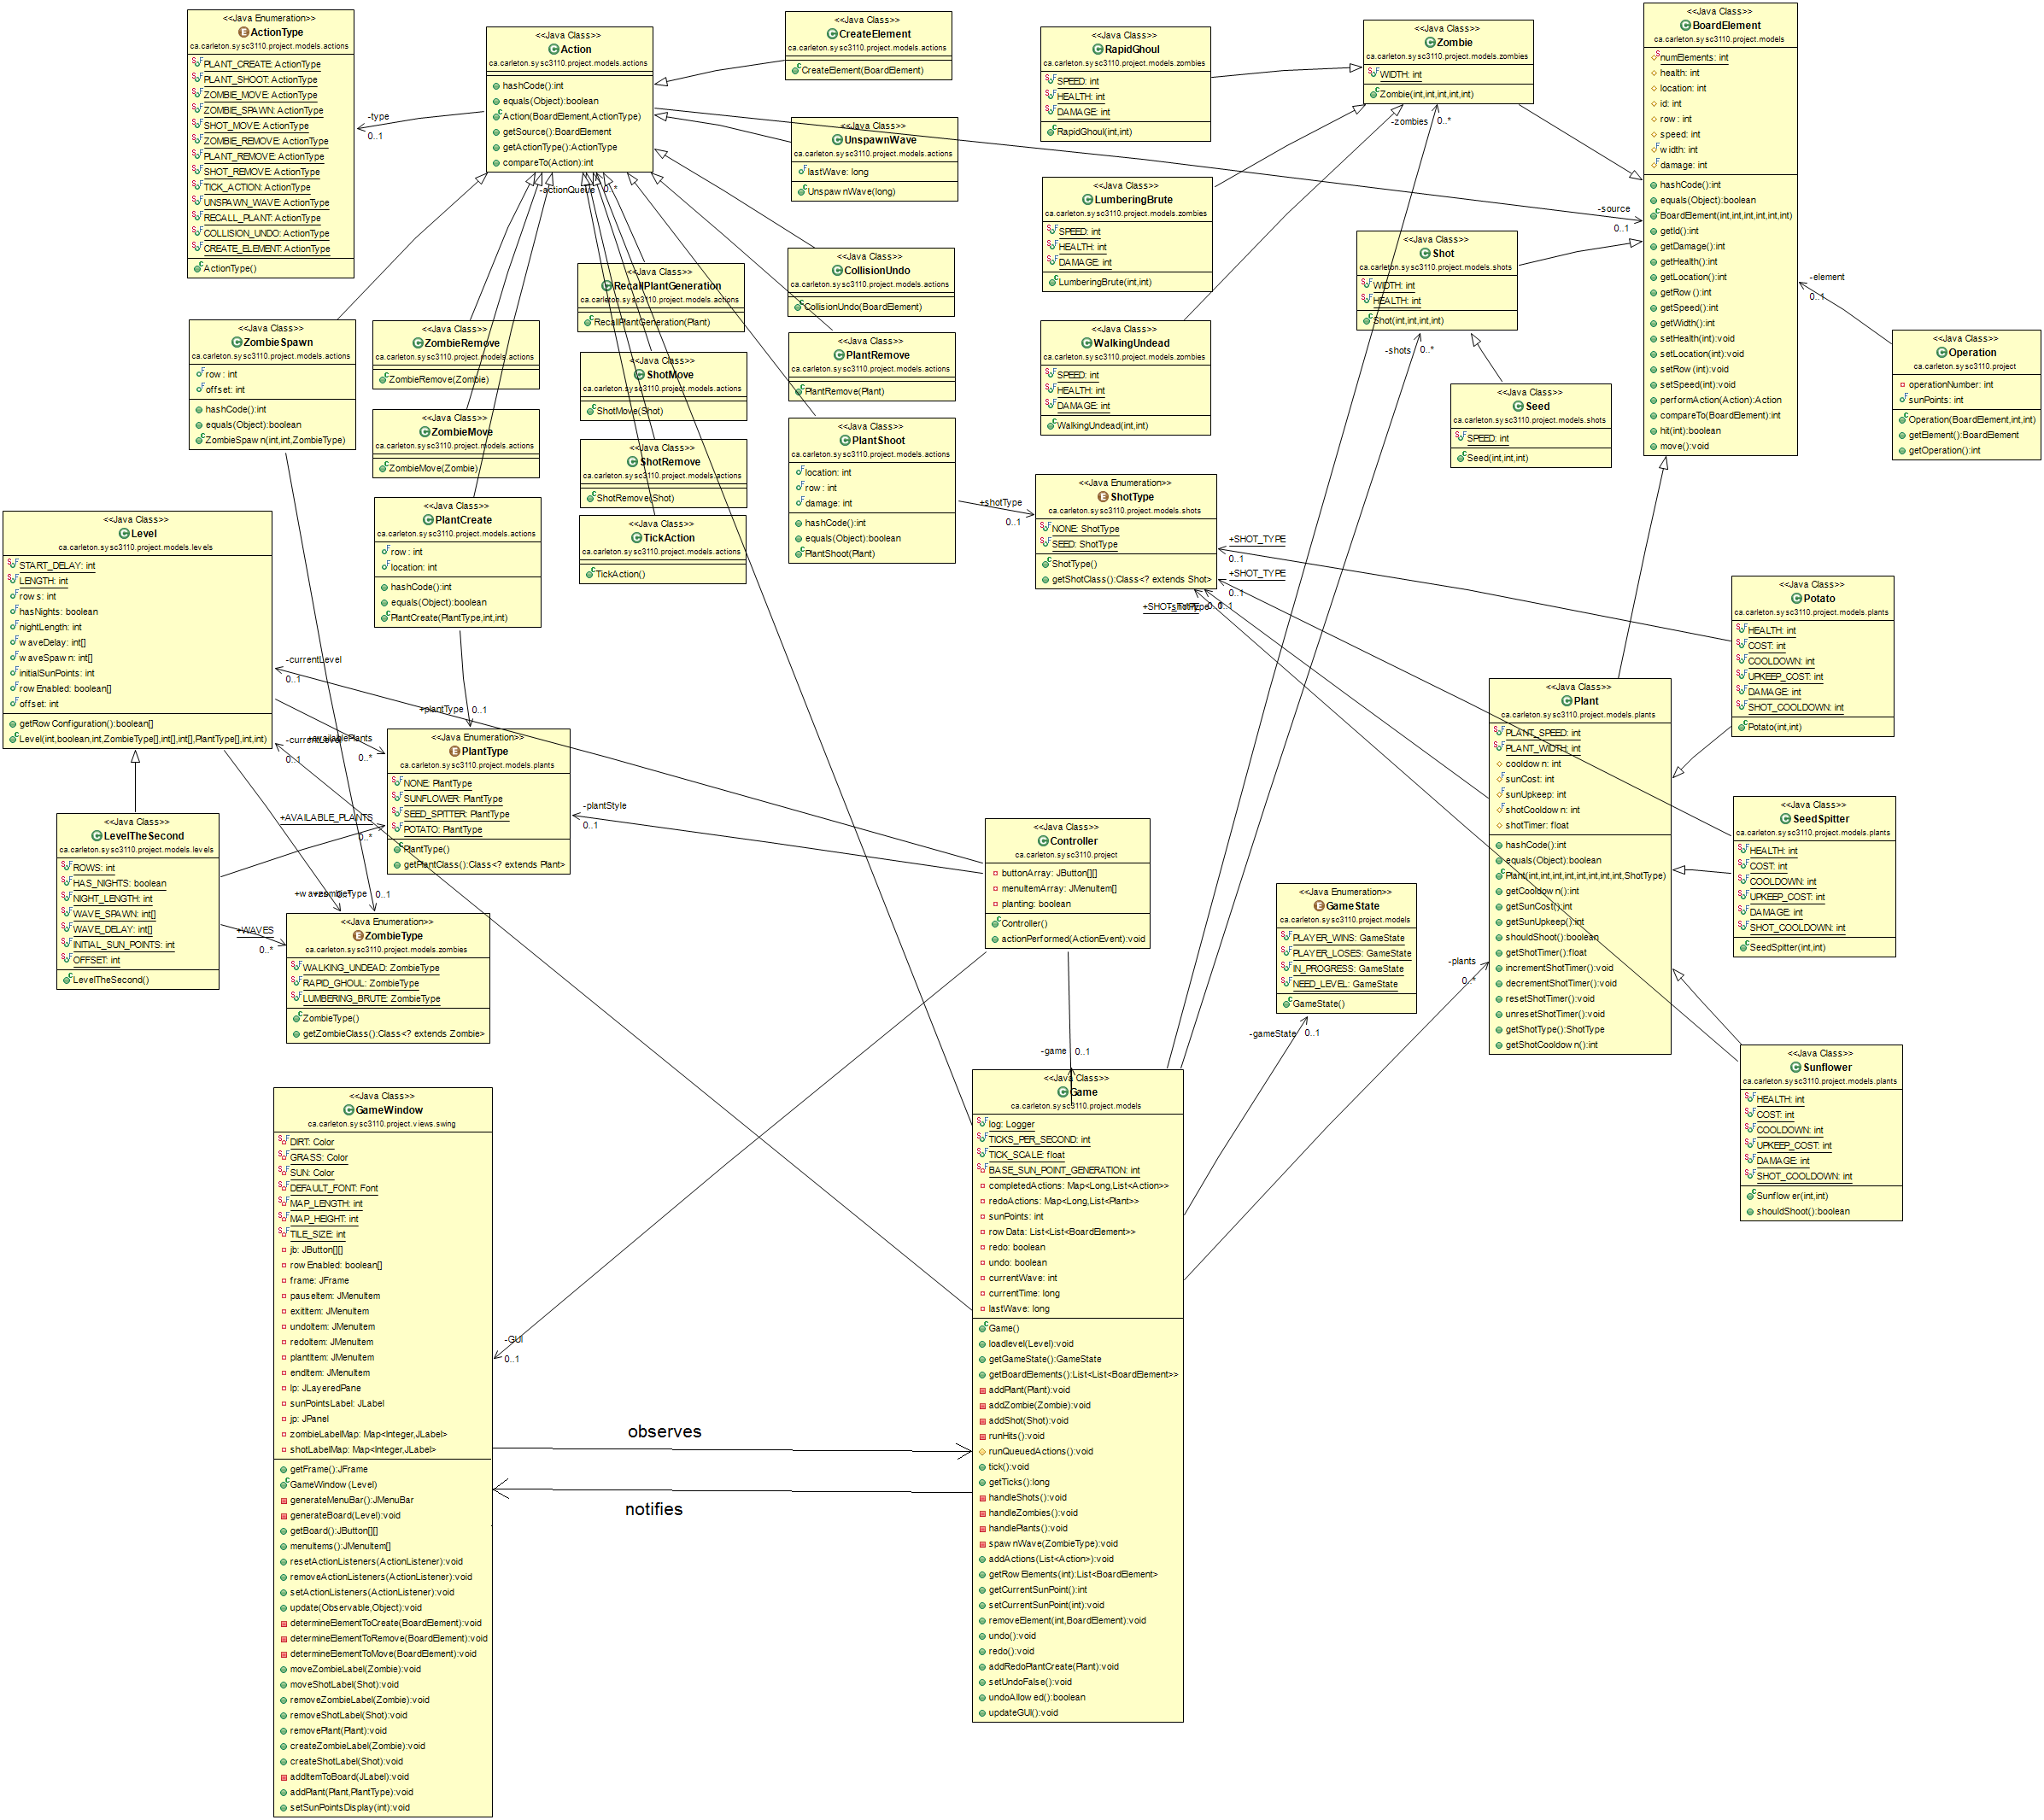 <<Java Enumeration>>
ActionType
ca.carleton.sysc3110.project.models.actions
PLANT_CREATE: ActionType
PLANT_SHOOT: ActionType
ZOMBIE_MOVE: ActionType
ZOMBIE_SPAWN: ActionType
SHOT_MOVE: ActionType
ZOMBIE_REMOVE: ActionType
PLANT_REMOVE: ActionType
SHOT_REMOVE: ActionType
TICK_ACTION: ActionType
UNSPAWN_WAVE: ActionType
RECALL_PLANT: ActionType
COLLISION_UNDO: ActionType
CREATE_ELEMENT: ActionType
ActionType()
-type
0..1
<<Java Class>>
Action
ca.carleton.sysc3110.project.models.actions
hashCode():int
equals(Object):boolean
Action(BoardElement,ActionType)
getSource():BoardElement
getActionType():ActionType
compareTo(Action):int
-actionQueue
0..*
<<Java Class>>
CreateElement
ca.carleton.sysc3110.project.models.actions
CreateElement(BoardElement)
<<Java Class>>
UnspawnWave
ca.carleton.sysc3110.project.models.actions
lastWave: long
UnspawnWave(long)
<<Java Class>>
RapidGhoul
ca.carleton.sysc3110.project.models.zombies
SPEED: int
HEALTH: int
DAMAGE: int
RapidGhoul(int,int)
<<Java Class>>
Zombie
ca.carleton.sysc3110.project.models.zombies
WIDTH: int
Zombie(int,int,int,int,int)
-zombies
0..*
<<Java Class>>
BoardElement
ca.carleton.sysc3110.project.models
numElements: int
health: int
location: int
id: int
row: int
speed: int
width: int
damage: int
hashCode():int
equals(Object):boolean
BoardElement(int,int,int,int,int,int)
getId():int
getDamage():int
getHealth():int
getLocation():int
getRow():int
getSpeed():int
getWidth():int
setHealth(int):void
setLocation(int):void
setRow(int):void
setSpeed(int):void
performAction(Action):Action
compareTo(BoardElement):int
hit(int):boolean
move():void
-source
0..1
-element
0..1
<<Java Class>>
LumberingBrute
ca.carleton.sysc3110.project.models.zombies
SPEED: int
HEALTH: int
DAMAGE: int
LumberingBrute(int,int)
<<Java Class>>
Shot
ca.carleton.sysc3110.project.models.shots
WIDTH: int
HEALTH: int
Shot(int,int,int,int)
-shots
0..*
<<Java Class>>
Operation
ca.carleton.sysc3110.project
operationNumber: int
sunPoints: int
Operation(BoardElement,int,int)
getElement():BoardElement
getOperation():int
<<Java Class>>
WalkingUndead
ca.carleton.sysc3110.project.models.zombies
SPEED: int
HEALTH: int
DAMAGE: int
WalkingUndead(int,int)
<<Java Class>>
Seed
ca.carleton.sysc3110.project.models.shots
SPEED: int
Seed(int,int,int)
<<Java Class>>
CollisionUndo
ca.carleton.sysc3110.project.models.actions
CollisionUndo(BoardElement)
<<Java Class>>
RecallPlantGeneration
ca.carleton.sysc3110.project.models.actions
RecallPlantGeneration(Plant)
<<Java Class>>
ZombieSpawn
ca.carleton.sysc3110.project.models.actions
row: int
offset: int
hashCode():int
equals(Object):boolean
ZombieSpawn(int,int,ZombieType)
<<Java Class>>
ZombieRemove
ca.carleton.sysc3110.project.models.actions
ZombieRemove(Zombie)
<<Java Class>>
ShotMove
ca.carleton.sysc3110.project.models.actions
ShotMove(Shot)
<<Java Class>>
PlantRemove
ca.carleton.sysc3110.project.models.actions
PlantRemove(Plant)
<<Java Class>>
ZombieMove
ca.carleton.sysc3110.project.models.actions
ZombieMove(Zombie)
<<Java Class>>
ShotRemove
ca.carleton.sysc3110.project.models.actions
ShotRemove(Shot)
<<Java Class>>
PlantShoot
ca.carleton.sysc3110.project.models.actions
location: int
row: int
damage: int
hashCode():int
equals(Object):boolean
PlantShoot(Plant)
+shotType
0..1
<<Java Enumeration>>
ShotType
ca.carleton.sysc3110.project.models.shots
NONE: ShotType
SEED: ShotType
ShotType()
getShotClass():Class<? extends Shot>
+SHOT_TYPE
0..1
+SHOT_TYPE
0..1
+SHOT_TYPE
0..1
<<Java Class>>
PlantCreate
ca.carleton.sysc3110.project.models.actions
row: int
location: int
hashCode():int
equals(Object):boolean
PlantCreate(PlantType,int,int)
<<Java Class>>
TickAction
ca.carleton.sysc3110.project.models.actions
TickAction()
<<Java Class>>
Level
ca.carleton.sysc3110.project.models.levels
START_DELAY: int
LENGTH: int
rows: int
hasNights: boolean
nightLength: int
waveDelay: int[]
waveSpawn: int[]
initialSunPoints: int
rowEnabled: boolean[]
offset: int
getRowConfiguration():boolean[]
Level(int,boolean,int,ZombieType[],int[],int[],PlantType[],int,int)
-currentLevel
0..1
-currentLevel
0..1
+plantType
0..1
+availablePlants
0..*
<<Java Enumeration>>
PlantType
ca.carleton.sysc3110.project.models.plants
NONE: PlantType
SUNFLOWER: PlantType
SEED_SPITTER: PlantType
POTATO: PlantType
PlantType()
getPlantClass():Class<? extends Plant>
-plantStyle
0..1
<<Java Class>>
LevelTheSecond
ca.carleton.sysc3110.project.models.levels
ROWS: int
HAS_NIGHTS: boolean
NIGHT_LENGTH: int
WAVE_SPAWN: int[]
WAVE_DELAY: int[]
INITIAL_SUN_POINTS: int
OFFSET: int
LevelTheSecond()
+AVAILABLE_PLANTS
0..*
+zombieType
0..1
+WAVES
0..*
<<Java Enumeration>>
ZombieType
ca.carleton.sysc3110.project.models.zombies
WALKING_UNDEAD: ZombieType
RAPID_GHOUL: ZombieType
LUMBERING_BRUTE: ZombieType
ZombieType()
getZombieClass():Class<? extends Zombie>
<<Java Class>>
Controller
ca.carleton.sysc3110.project
buttonArray: JButton[][]
menuItemArray: JMenuItem[]
planting: boolean
Controller()
actionPerformed(ActionEvent):void
<<Java Enumeration>>
GameState
ca.carleton.sysc3110.project.models
PLAYER_WINS: GameState
PLAYER_LOSES: GameState
IN_PROGRESS: GameState
NEED_LEVEL: GameState
GameState()
-gameState
0..1
-game
0..1
-plants
0..*
<<Java Class>>
Plant
ca.carleton.sysc3110.project.models.plants
PLANT_SPEED: int
PLANT_WIDTH: int
cooldown: int
sunCost: int
sunUpkeep: int
shotCooldown: int
shotTimer: float
hashCode():int
equals(Object):boolean
Plant(int,int,int,int,int,int,int,int,ShotType)
getCooldown():int
getSunCost():int
getSunUpkeep():int
shouldShoot():boolean
getShotTimer():float
incrementShotTimer():void
decrementShotTimer():void
resetShotTimer():void
unresetShotTimer():void
getShotType():ShotType
getShotCooldown():int
<<Java Class>>
Potato
ca.carleton.sysc3110.project.models.plants
HEALTH: int
COST: int
COOLDOWN: int
UPKEEP_COST: int
DAMAGE: int
SHOT_COOLDOWN: int
Potato(int,int)
<<Java Class>>
SeedSpitter
ca.carleton.sysc3110.project.models.plants
HEALTH: int
COST: int
COOLDOWN: int
UPKEEP_COST: int
DAMAGE: int
SHOT_COOLDOWN: int
SeedSpitter(int,int)
<<Java Class>>
Sunflower
ca.carleton.sysc3110.project.models.plants
HEALTH: int
COST: int
COOLDOWN: int
UPKEEP_COST: int
DAMAGE: int
SHOT_COOLDOWN: int
Sunflower(int,int)
shouldShoot():boolean
<<Java Class>>
GameWindow
ca.carleton.sysc3110.project.views.swing
DIRT: Color
GRASS: Color
SUN: Color
DEFAULT_FONT: Font
MAP_LENGTH: int
MAP_HEIGHT: int
TILE_SIZE: int
jb: JButton[][]
rowEnabled: boolean[]
frame: JFrame
pauseItem: JMenuItem
exitItem: JMenuItem
undoItem: JMenuItem
redoItem: JMenuItem
plantItem: JMenuItem
endItem: JMenuItem
lp: JLayeredPane
sunPointsLabel: JLabel
jp: JPanel
zombieLabelMap: Map<Integer,JLabel>
shotLabelMap: Map<Integer,JLabel>
getFrame():JFrame
GameWindow(Level)
generateMenuBar():JMenuBar
generateBoard(Level):void
getBoard():JButton[][]
menuItems():JMenuItem[]
resetActionListeners(ActionListener):void
removeActionListeners(ActionListener):void
setActionListeners(ActionListener):void
update(Observable,Object):void
determineElementToCreate(BoardElement):void
determineElementToRemove(BoardElement):void
determineElementToMove(BoardElement):void
moveZombieLabel(Zombie):void
moveShotLabel(Shot):void
removeZombieLabel(Zombie):void
removeShotLabel(Shot):void
removePlant(Plant):void
createZombieLabel(Zombie):void
createShotLabel(Shot):void
addItemToBoard(JLabel):void
addPlant(Plant,PlantType):void
setSunPointsDisplay(int):void
-GUI
0..1
observes
notifies
<<Java Class>>
Game
ca.carleton.sysc3110.project.models
log: Logger
TICKS_PER_SECOND: int
TICK_SCALE: float
BASE_SUN_POINT_GENERATION: int
completedActions: Map<Long,List<Action>>
redoActions: Map<Long,List<Plant>>
sunPoints: int
rowData: List<List<BoardElement>>
redo: boolean
undo: boolean
currentWave: int
currentTime: long
lastWave: long
Game()
loadlevel(Level):void
getGameState():GameState
getBoardElements():List<List<BoardElement>>
addPlant(Plant):void
addZombie(Zombie):void
addShot(Shot):void
runHits():void
runQueuedActions():void
tick():void
getTicks():long
handleShots():void
handleZombies():void
handlePlants():void
spawnWave(ZombieType):void
addActions(List<Action>):void
getRowElements(int):List<BoardElement>
getCurrentSunPoint():int
setCurrentSunPoint(int):void
removeElement(int,BoardElement):void
undo():void
redo():void
addRedoPlantCreate(Plant):void
setUndoFalse():void
undoAllowed():boolean
updateGUI():void